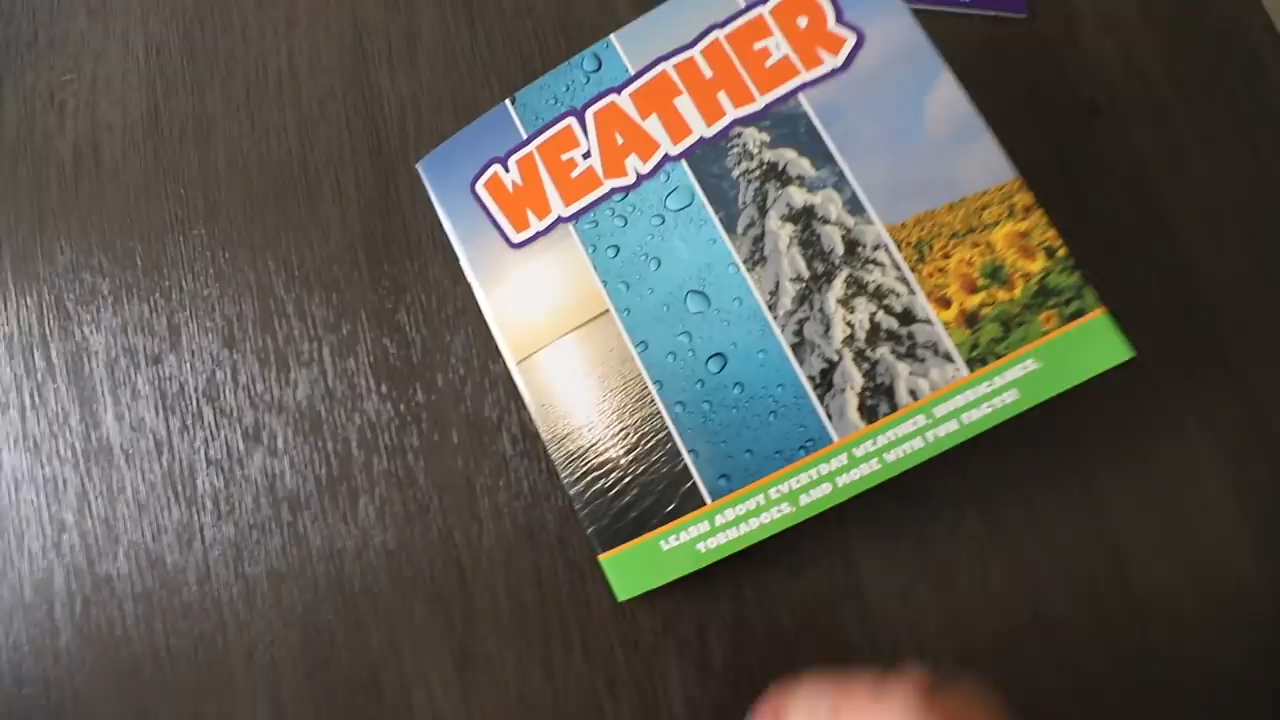 WEATHER
LEARN ABOUT EVERYDAY WEATHER, HURRICANES,
TORNADOES, AND MORE WITH FUN FACTS!